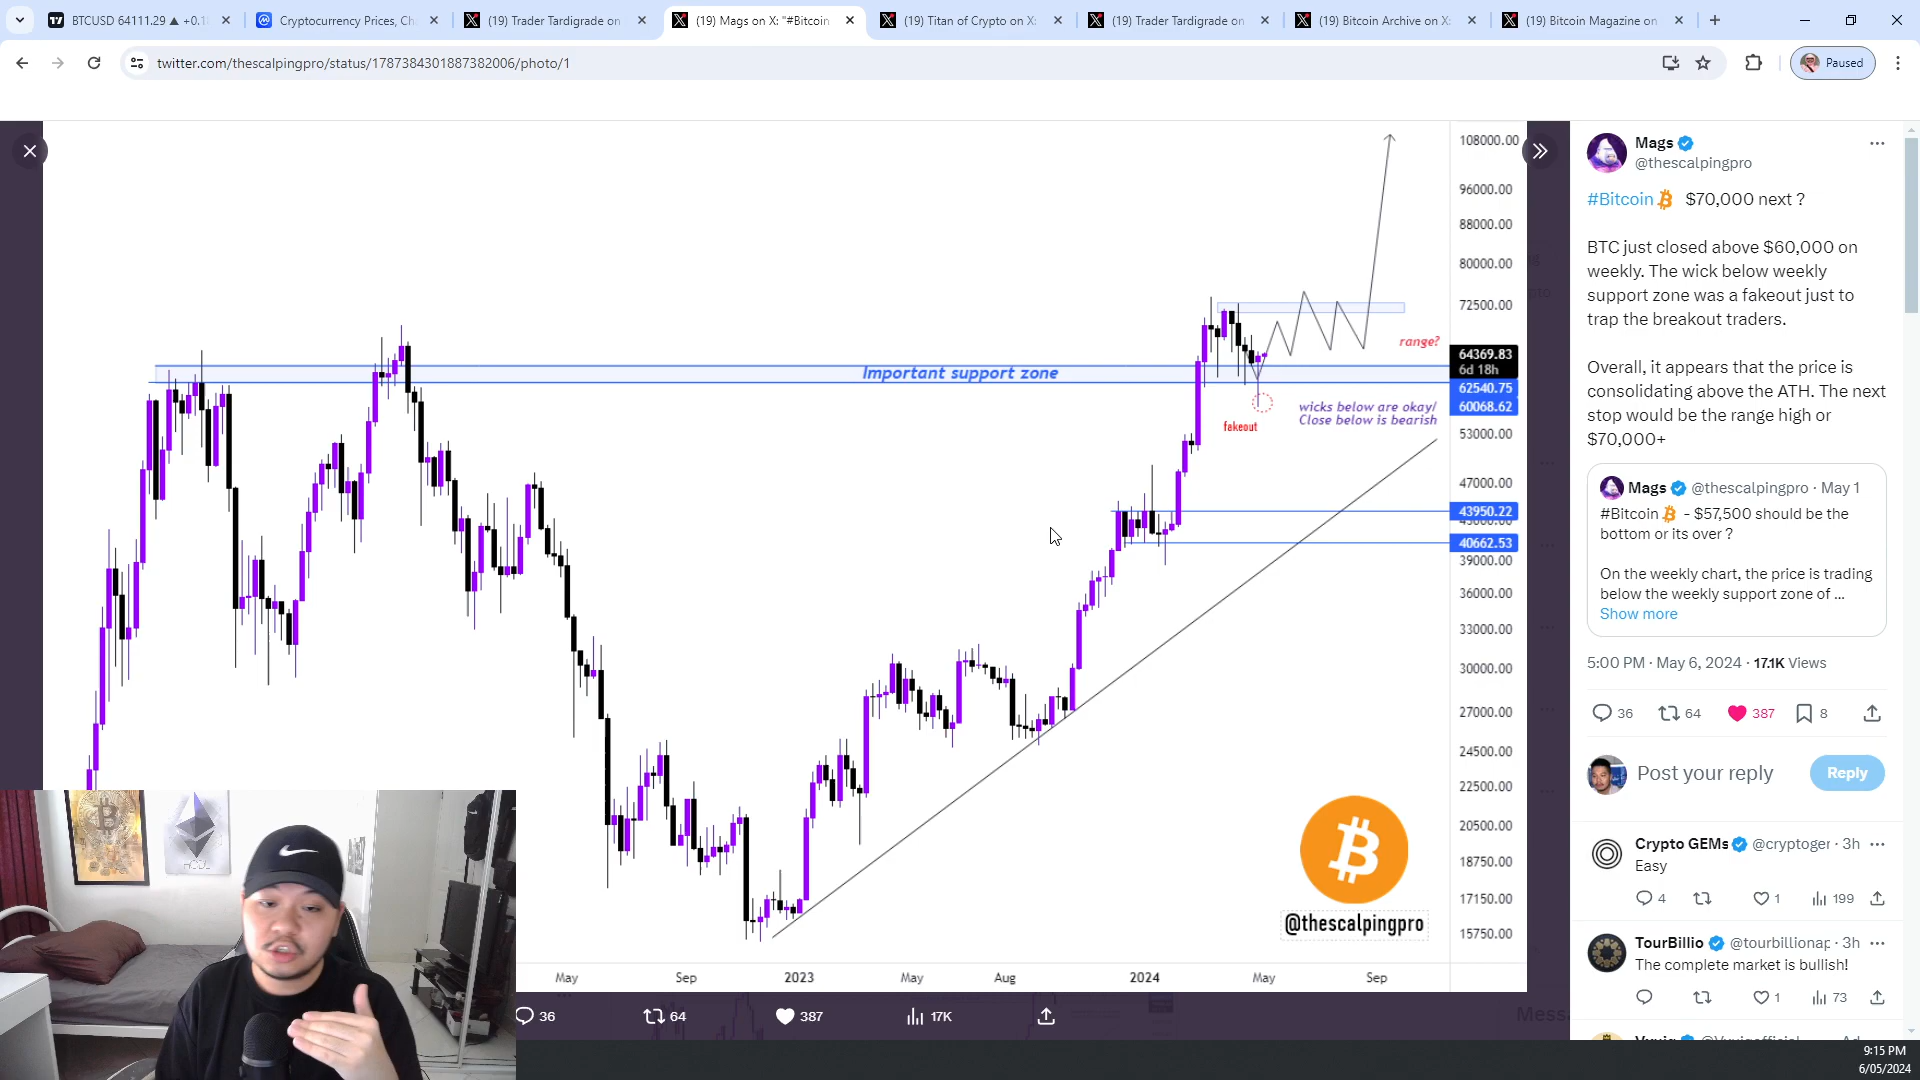 BTCUSD 64111.29 ▲ +0.1
Cryptocurrency Prices, Ch
(19) Trader Tardigrade on
(19) Mags on X: "#Bitcoin
(19) Titan of Crypto on X:
(19) Trader Tardigrade on
(19) Bitcoin Archive on X:
(19) Bitcoin Magazine on
twitter.com/thescalpingpro/status/1787384301887382006/photo/1
Paused
108000.00
96000.00
88000.00
80000.00
72500.00
range?
64369.83
6d 18h
Important support zone
62540.75
60068.62
wicks below are okay/
Close below is bearish
fakeout
53000.00
47000.00
43950.22
43000.00
40662.53
39000.00
36000.00
33000.00
30000.00
27000.00
24500.00
22500.00
20500.00
18750.00
17150.00
15750.00
@thescalpingpro
May
Sep
2023
May
Aug
2024
May
Sep
36
64
387
17K
Mags
@thescalpingpro
#Bitcoin $70,000 next ?
BTC just closed above $60,000 on
weekly. The wick below weekly
support zone was a fakeout just to
trap the breakout traders.
Overall, it appears that the price is
consolidating above the ATH. The next
stop would be the range high or
$70,000+
Mags @thescalpingpro · May 1
#Bitcoin - $57,500 should be the
bottom or its over ?
On the weekly chart, the price is trading
below the weekly support zone of ...
Show more
5:00 PM · May 6, 2024 · 17.1K Views
36
64
387
8
Post your reply
Reply
Crypto GEMs @cryptoger · 3h
Easy
4
1
199
TourBillio @tourbillionap · 3h
The complete market is bullish!
1
73
9:15 PM
6/05/2024